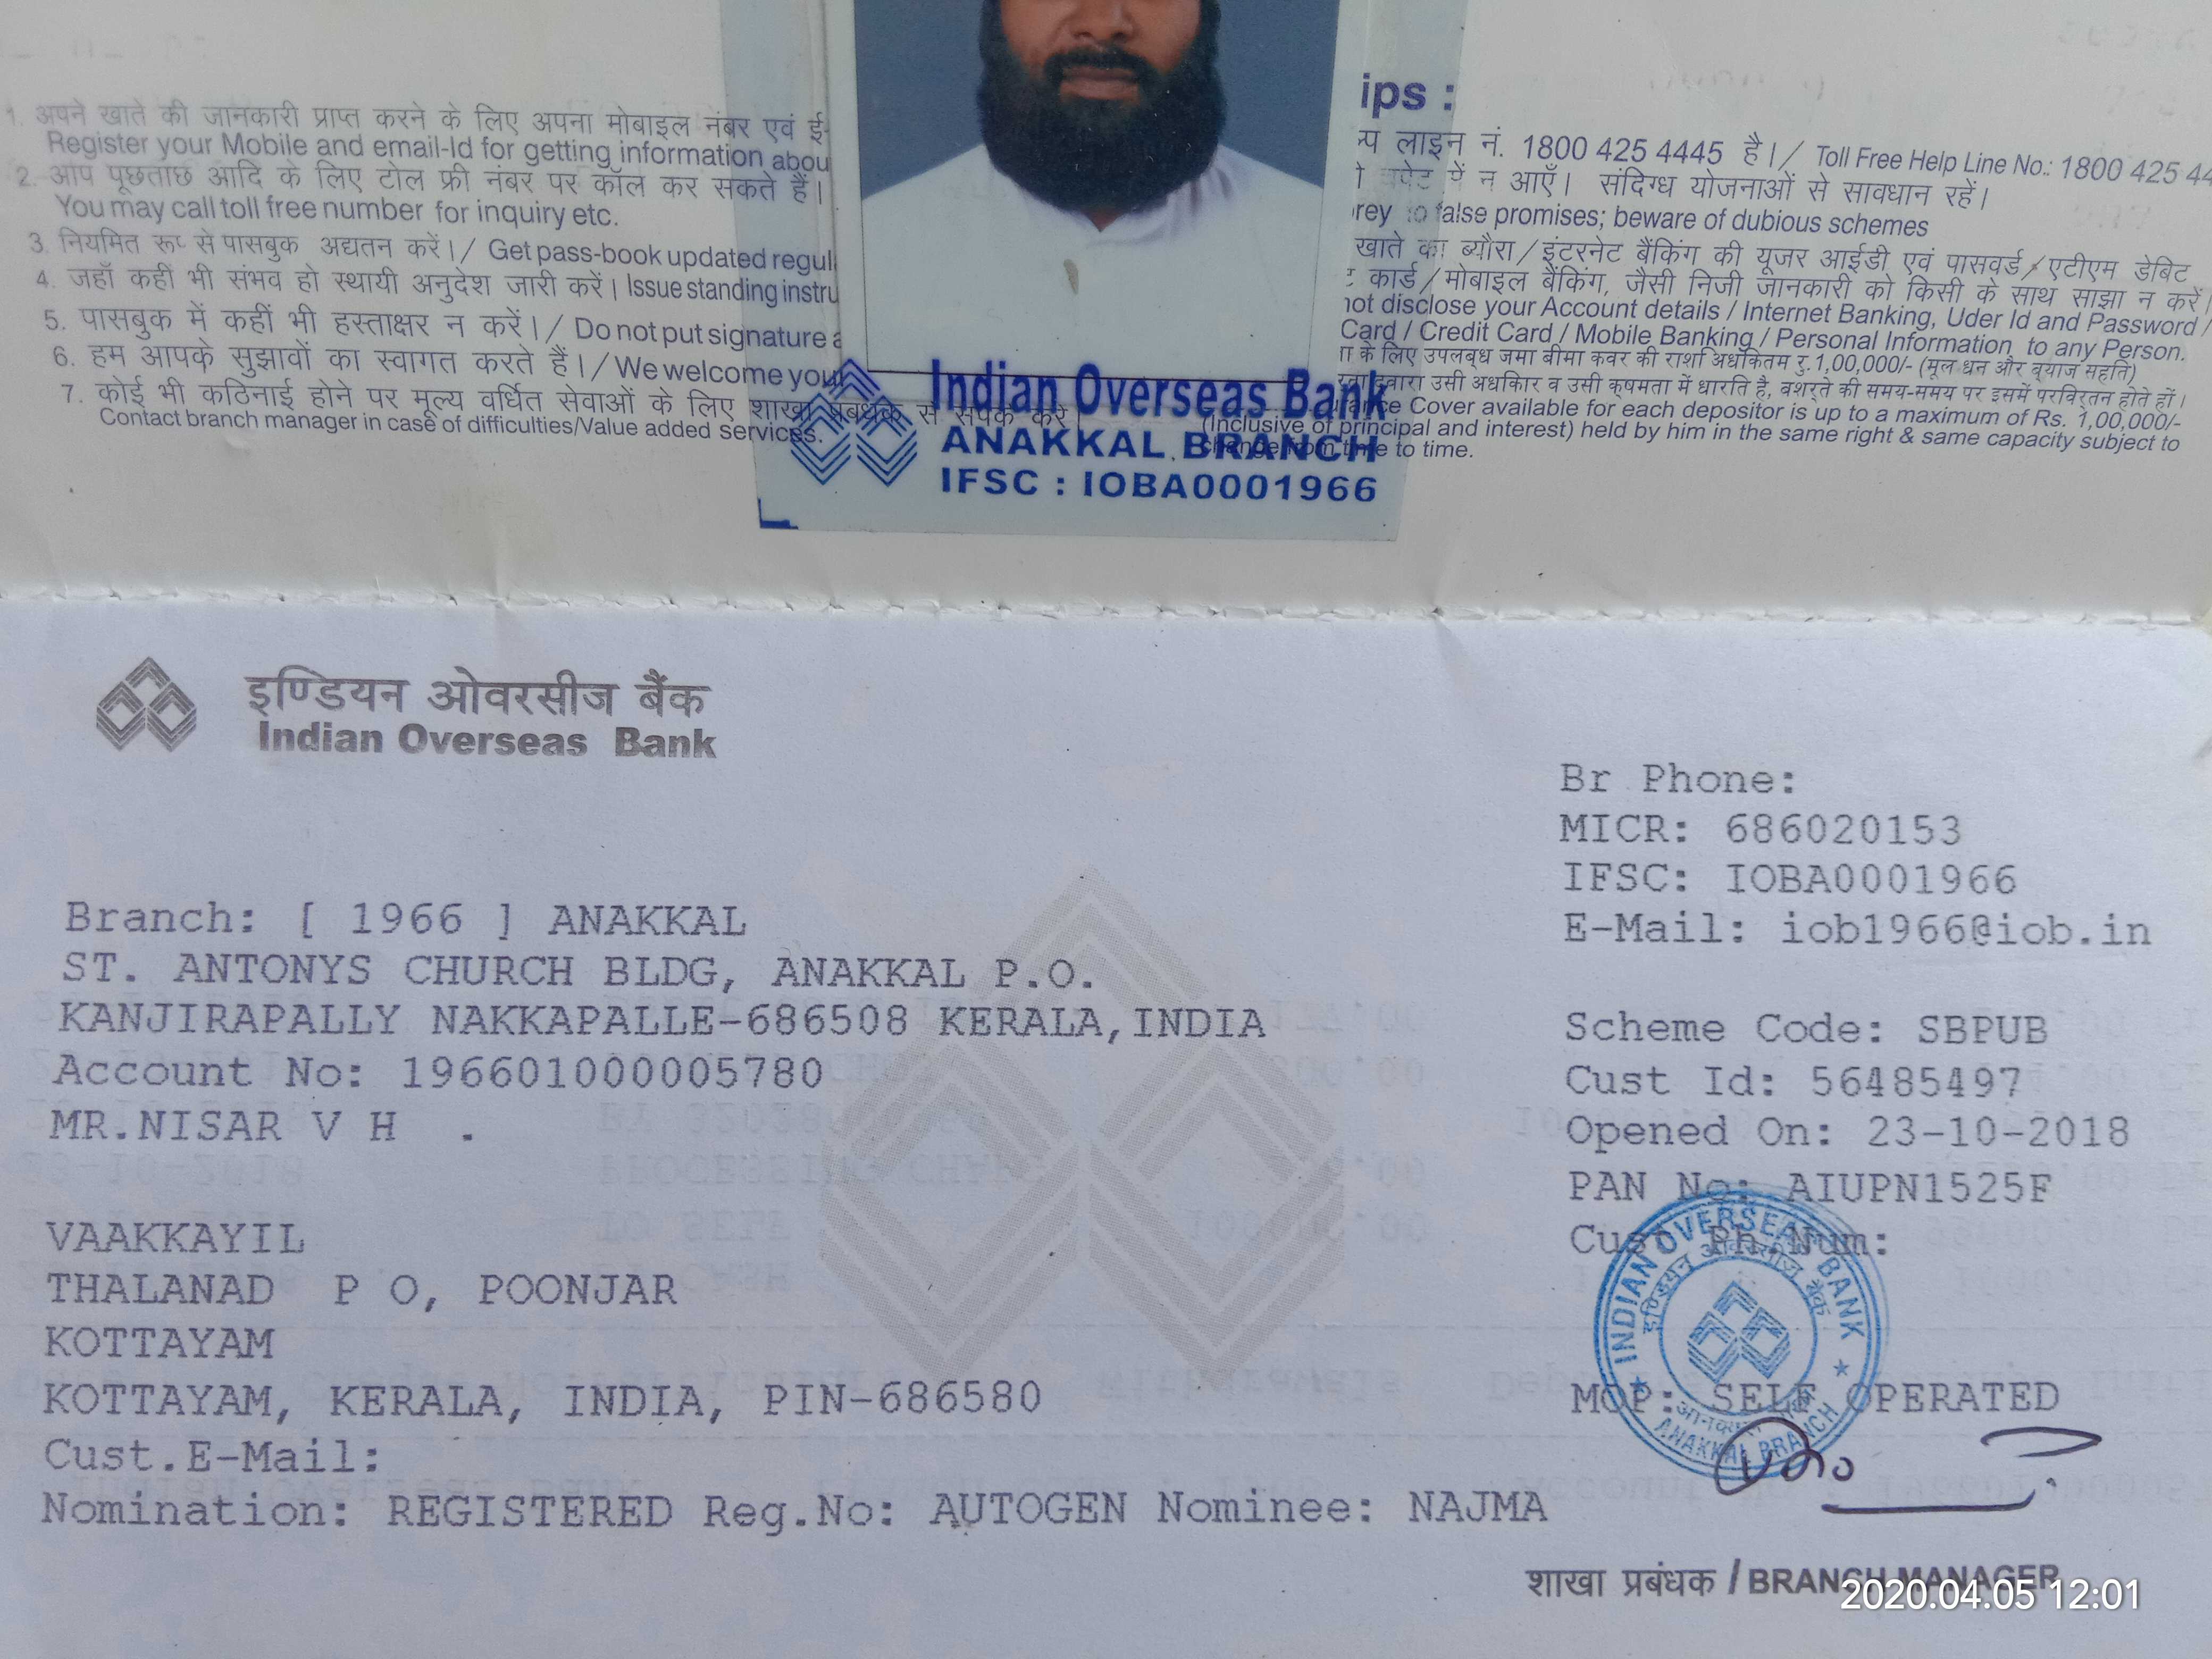 ips :
1. अपने खाते की जानकारी प्राप्त करने के लिए अपना मोबाइल नंबर एवं ई-
Register your Mobile and email-Id for getting information abou
2. आप पूछताछ आदि के लिए टोल फ्री नंबर पर कॉल कर सकते हैं।
You may call toll free number for inquiry etc.
3. नियमित रूप से पासबुक अद्यतन करें। / Get pass-book updated regul
4. जहाँ कहीं भी संभव हो स्थायी अनुदेश जारी करें। Issue standing instru
5. पासबुक में कहीं भी हस्ताक्षर न करें। / Do not put signature a
6. हम आपके सुझावों का स्वागत करते हैं। / We welcome your
7. कोई भी कठिनाई होने पर मूल्य वर्धित सेवाओं के लिए शाखा प्रबंधक से संपर्क करें
Contact branch manager in case of difficulties/Value added services.
लाइन नं. 1800 425 4445 है। / Toll Free Help Line No.: 1800 425 44
में न आएँ। संदिग्ध योजनाओं से सावधान रहें।
rey to false promises; beware of dubious schemes
खाते का ब्यौरा / इंटरनेट बैंकिंग की यूजर आईडी एवं पासवर्ड / एटीएम डेबिट
कार्ड / मोबाइल बैंकिंग, जैसी निजी जानकारी को किसी के साथ साझा न करें।
not disclose your Account details / Internet Banking, Uder Id and Password /
Card / Credit Card / Mobile Banking / Personal Information to any Person.
के लिए उपलब्ध जमा बीमा कवर की राशि अधिकतम रु.1,00,000/- (मूल धन और ब्याज सहित)
उसी अधिकार व उसी क्षमता में धारित है, बशर्ते की समय-समय पर इसमें परिवर्तन होते हों।
ance Cover available for each depositor is up to a maximum of Rs. 1,00,000/-
(Inclusive of principal and interest) held by him in the same right & same capacity subject to
change from time to time.
Indian Overseas Bank
ANAKKAL BRANCH
IFSC : IOBA0001966
इण्डियन ओवरसीज बैंक
Indian Overseas Bank
Br Phone:
MICR: 686020153
IFSC: IOBA0001966
E-Mail: iob1966@iob.in
Branch: [ 1966 ] ANAKKAL
ST. ANTONYS CHURCH BLDG, ANAKKAL P.O.
KANJIRAPALLY NAKKAPALLE-686508 KERALA,INDIA
Account No: 196601000005780
MR.NISAR V H .
Scheme Code: SBPUB
Cust Id: 56485497
Opened On: 23-10-2018
PAN No: AIUPN1525F
Cust Ph.Num:
VAAKKAYIL
THALANAD P O, POONJAR
KOTTAYAM
KOTTAYAM, KERALA, INDIA, PIN-686580
Cust.E-Mail:
MOP: SELF OPERATED
Nomination: REGISTERED Reg.No: AUTOGEN Nominee: NAJMA
INDIAN OVERSEAS BANK
इण्डियन ओवरसीज बैंक
ANAKKAL BRANCH
शाखा प्रबंधक / BRANCH MANAGER
2020.04.05 12:01